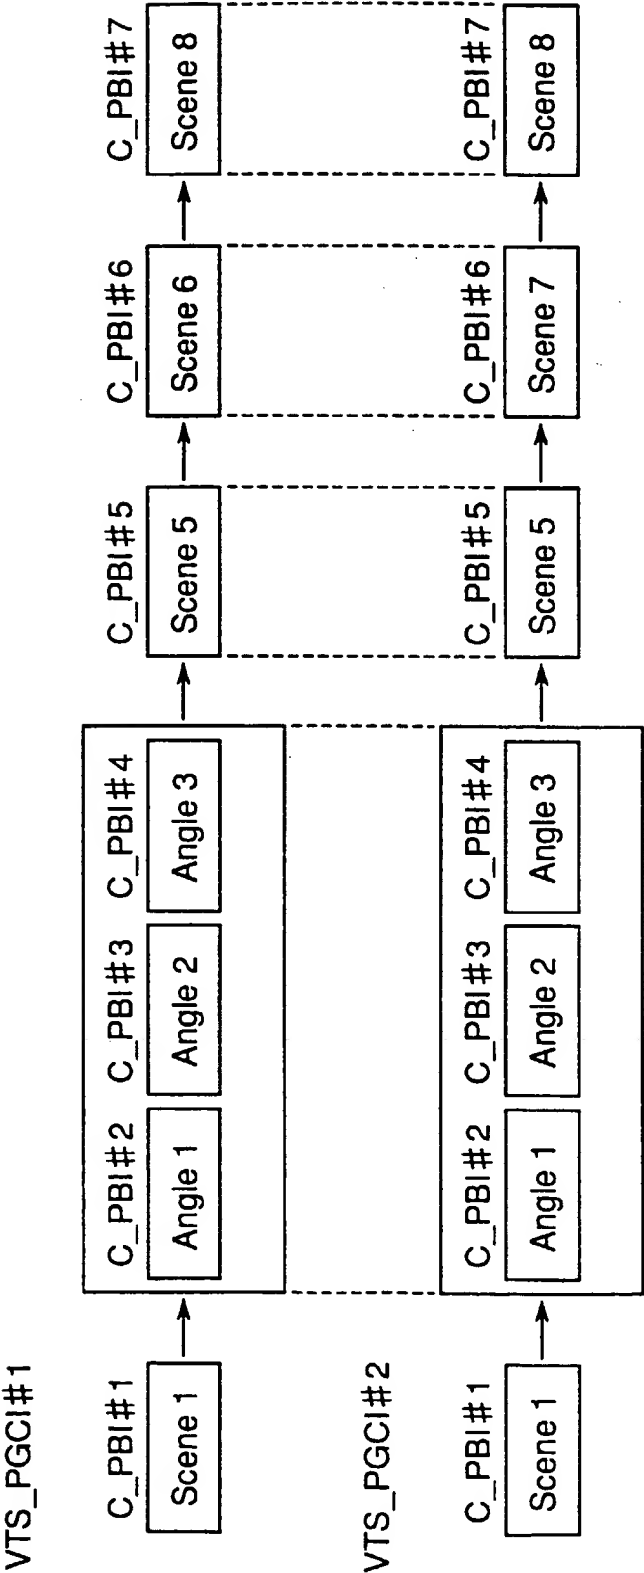 VTS_PGCI#1
C_PBI#1
Scene 1
C_PBI#2
Angle 1
C_PBI#3
Angle 2
C_PBI#4
Angle 3
C_PBI#5
Scene 5
C_PBI#6
Scene 6
C_PBI#7
Scene 8
VTS_PGCI#2
C_PBI#1
Scene 1
C_PBI#2
Angle 1
C_PBI#3
Angle 2
C_PBI#4
Angle 3
C_PBI#5
Scene 5
C_PBI#6
Scene 7
C_PBI#7
Scene 8